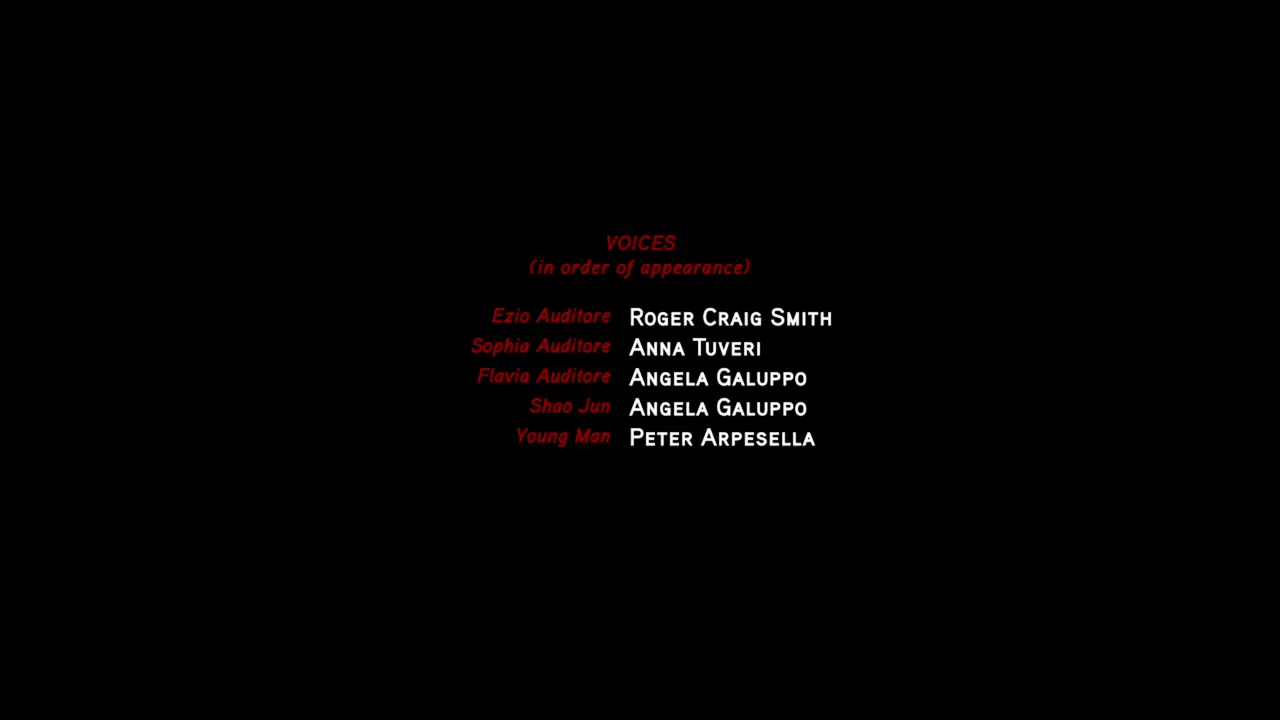 VOICES
(in order of appearance)
Ezio Auditore ROGER CRAIG SMITH
Sophia Auditore ANNA TUVERI
Flavia Auditore ANGELA GALUPPO
Shao Jun ANGELA GALUPPO
Young Man PETER ARPESELLA